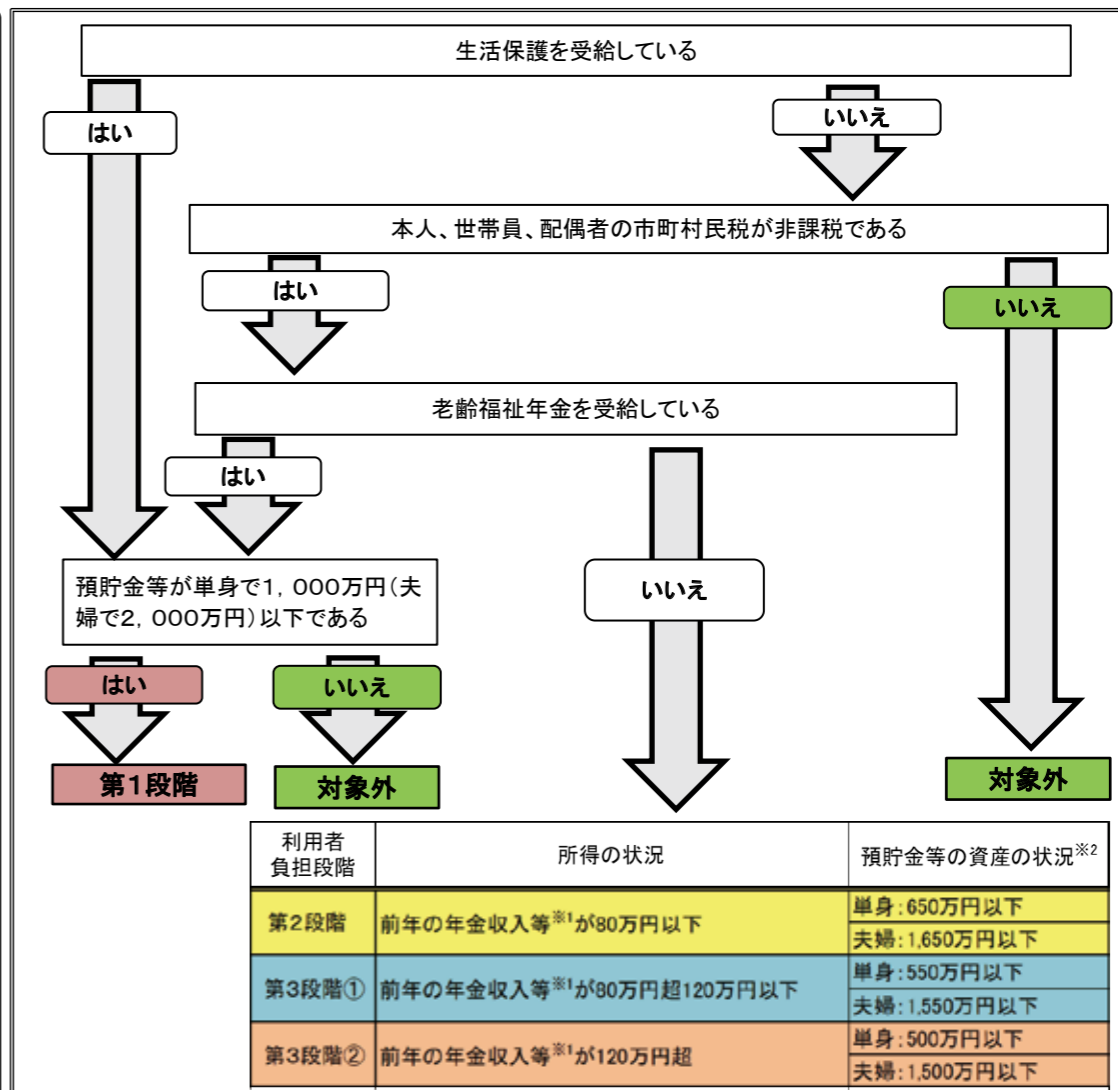 生活保護を受給している
はい
いいえ
本人、世帯員、配偶者の市町村民税が非課税である
はい
いいえ
老齢福祉年金を受給している
はい
いいえ
預貯金等が単身で1，000万円（夫
婦で2，000万円）以下である
はい
いいえ
第１段階
対象外
対象外
利用者
負担段階
所得の状況
預貯金等の資産の状況※2
第2段階
前年の年金収入等※1が80万円以下
単身：650万円以下
夫婦：1,650万円以下
第3段階①
前年の年金収入等※1が80万円超120万円以下
単身：550万円以下
夫婦：1,550万円以下
第3段階②
前年の年金収入等※1が120万円超
単身：500万円以下
夫婦：1,500万円以下